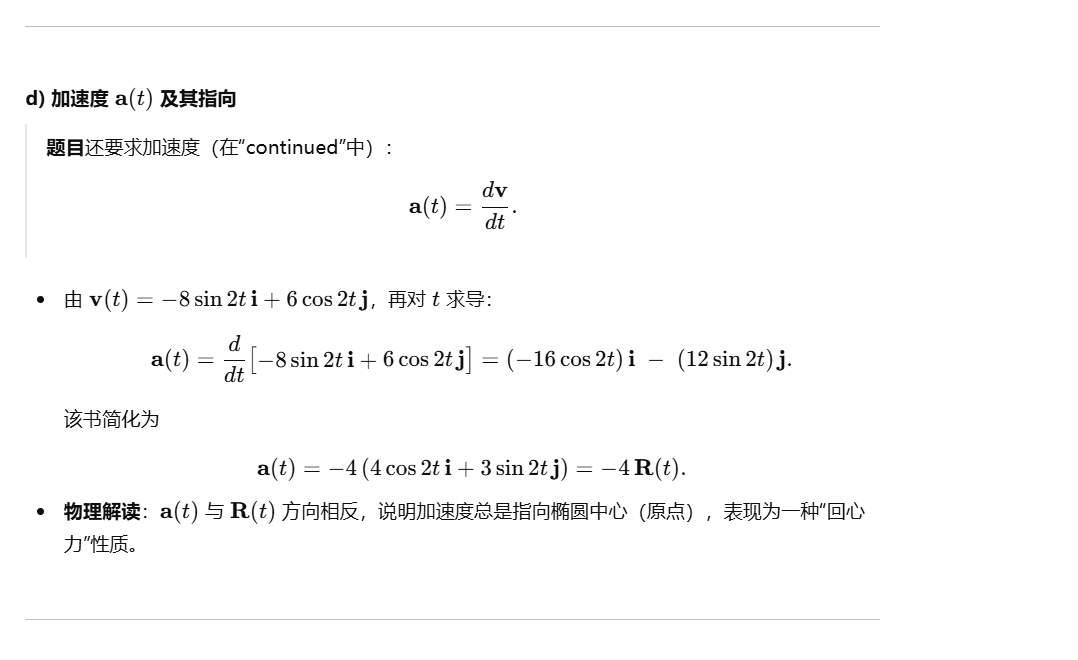 d) 加速度 a(t) 及其指向
题目还要求加速度（在“continued”中）：
a(t) = dv/dt.
由 v(t) = −8 sin 2t i + 6 cos 2t j，再对 t 求导：
a(t) = d/dt [−8 sin 2t i + 6 cos 2t j] = (−16 cos 2t) i − (12 sin 2t) j.
该书简化为
a(t) = −4 (4 cos 2t i + 3 sin 2t j) = −4 R(t).
物理解读：a(t) 与 R(t) 方向相反，说明加速度总是指向椭圆中心（原点），表现为一种“回心
力”性质。